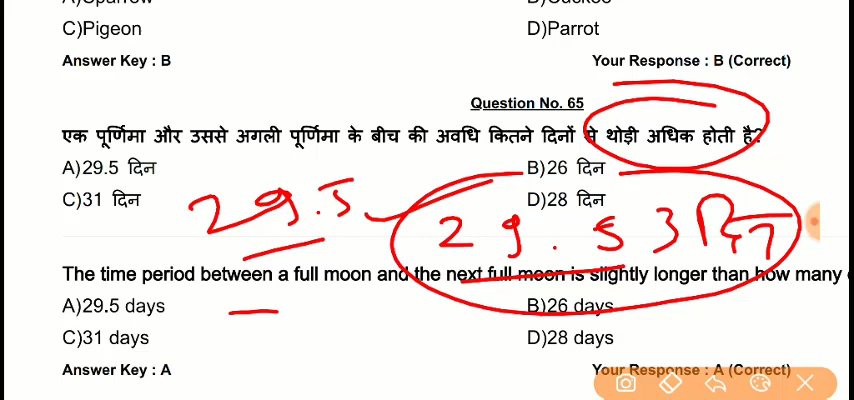 A)Sparrow D)Cuckoo
C)Pigeon D)Parrot
Answer Key : B Your Response : B (Correct)
Question No. 65
एक पूर्णिमा और उससे अगली पूर्णिमा के बीच की अवधि कितने दिनों से थोड़ी अधिक होती है?
A)29.5 दिन B)26 दिन
C)31 दिन D)28 दिन
29.5
29.53
The time period between a full moon and the next full moon is slightly longer than how many
A)29.5 days B)26 days
C)31 days D)28 days
Answer Key : A Your Response : A (Correct)